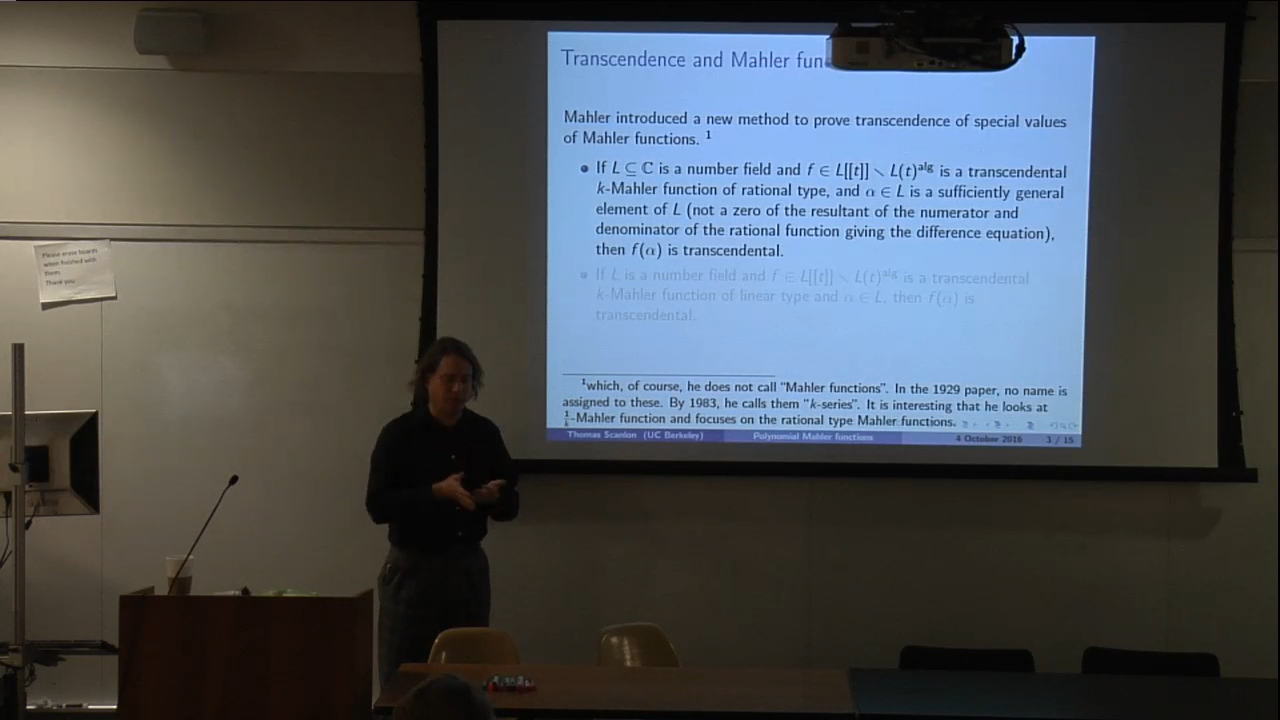 Transcendence and Mahler fun
Mahler introduced a new method to prove transcendence of special values
of Mahler functions. ¹
• If L ⊆ ℂ is a number field and f ∈ L[[t]] ∖ L(t)ᵃˡᵍ is a transcendental
k-Mahler function of rational type, and α ∈ L is a sufficiently general
element of L (not a zero of the resultant of the numerator and
denominator of the rational function giving the difference equation),
then f(α) is transcendental.
• If L is a number field and f ∈ L[[t]] ∖ L(t)ᵃˡᵍ is a transcendental
k-Mahler function of linear type and α ∈ L, then f(α) is
transcendental.
¹which, of course, he does not call "Mahler functions". In the 1929 paper, no name is
assigned to these. By 1983, he calls them "k-series". It is interesting that he looks at
1/k-Mahler function and focuses on the rational type Mahler functions.
Thomas Scanlon (UC Berkeley) Polynomial Mahler functions 4 October 2016 3 / 15
Please erase boards
when finished with
them.
Thank you